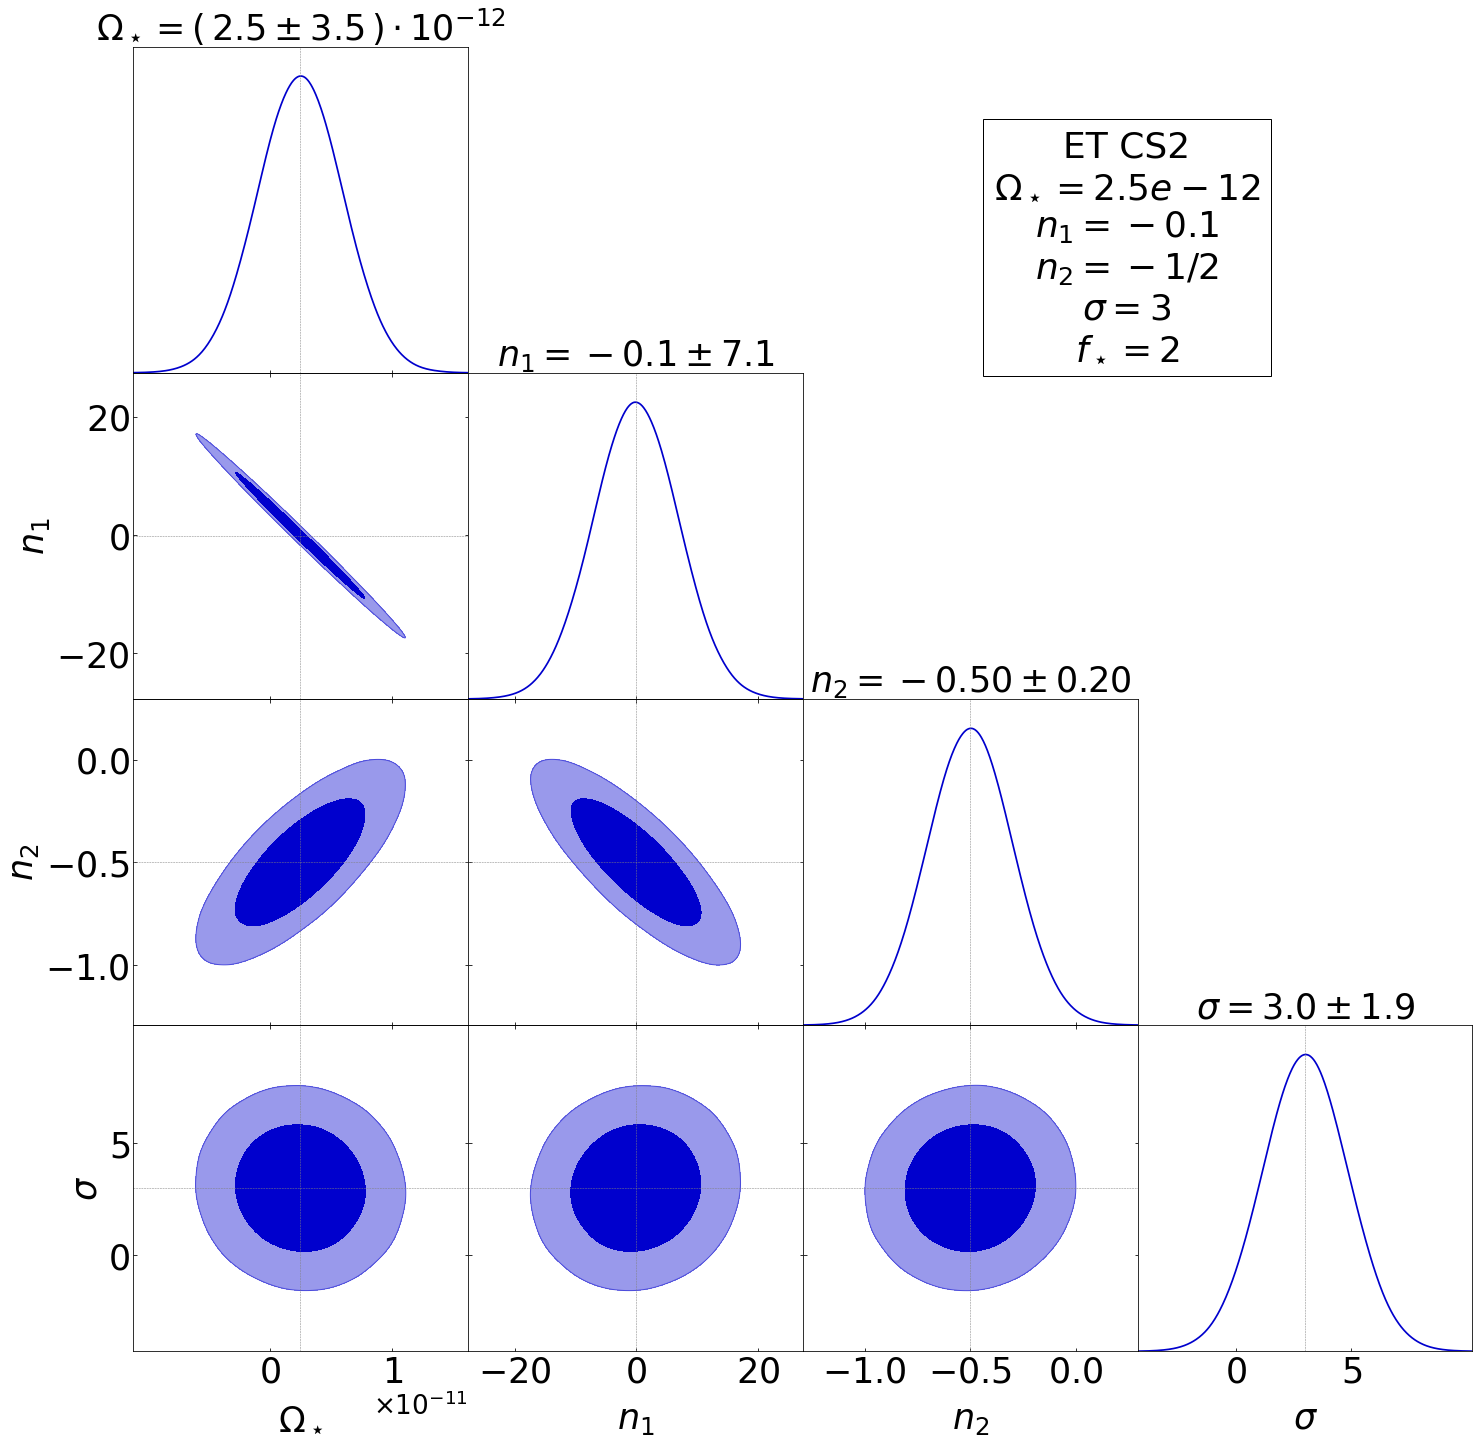 Ω⋆ = ( 2.5 ± 3.5 ) · 10⁻¹²
ET CS2
Ω⋆ = 2.5e − 12
n₁ = −0.1
n₂ = −1/2
σ = 3
f⋆ = 2
n₁ = −0.1 ± 7.1
20
0
−20
n₁
n₂ = −0.50 ± 0.20
0.0
−0.5
−1.0
n₂
σ = 3.0 ± 1.9
5
0
σ
0 1
×10⁻¹¹
Ω⋆
−20 0 20
n₁
−1.0 −0.5 0.0
n₂
0 5
σ